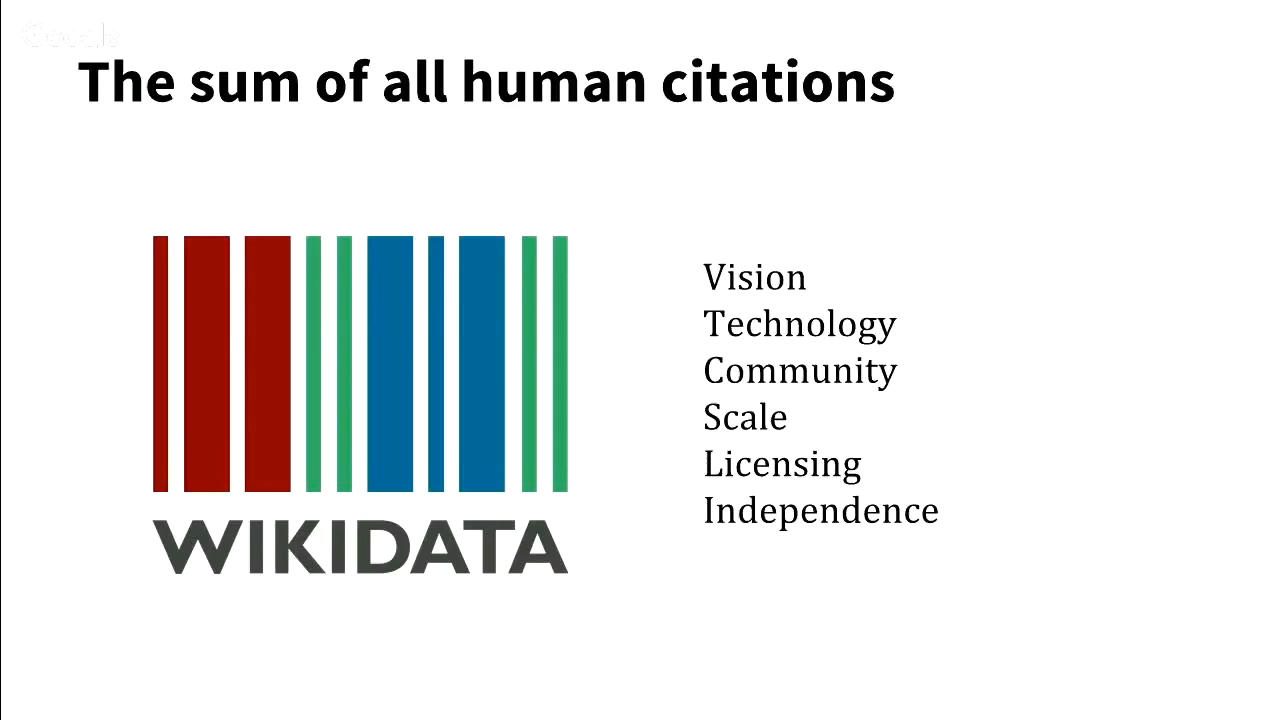 The sum of all human citations
WIKIDATA
Vision
Technology
Community
Scale
Licensing
Independence